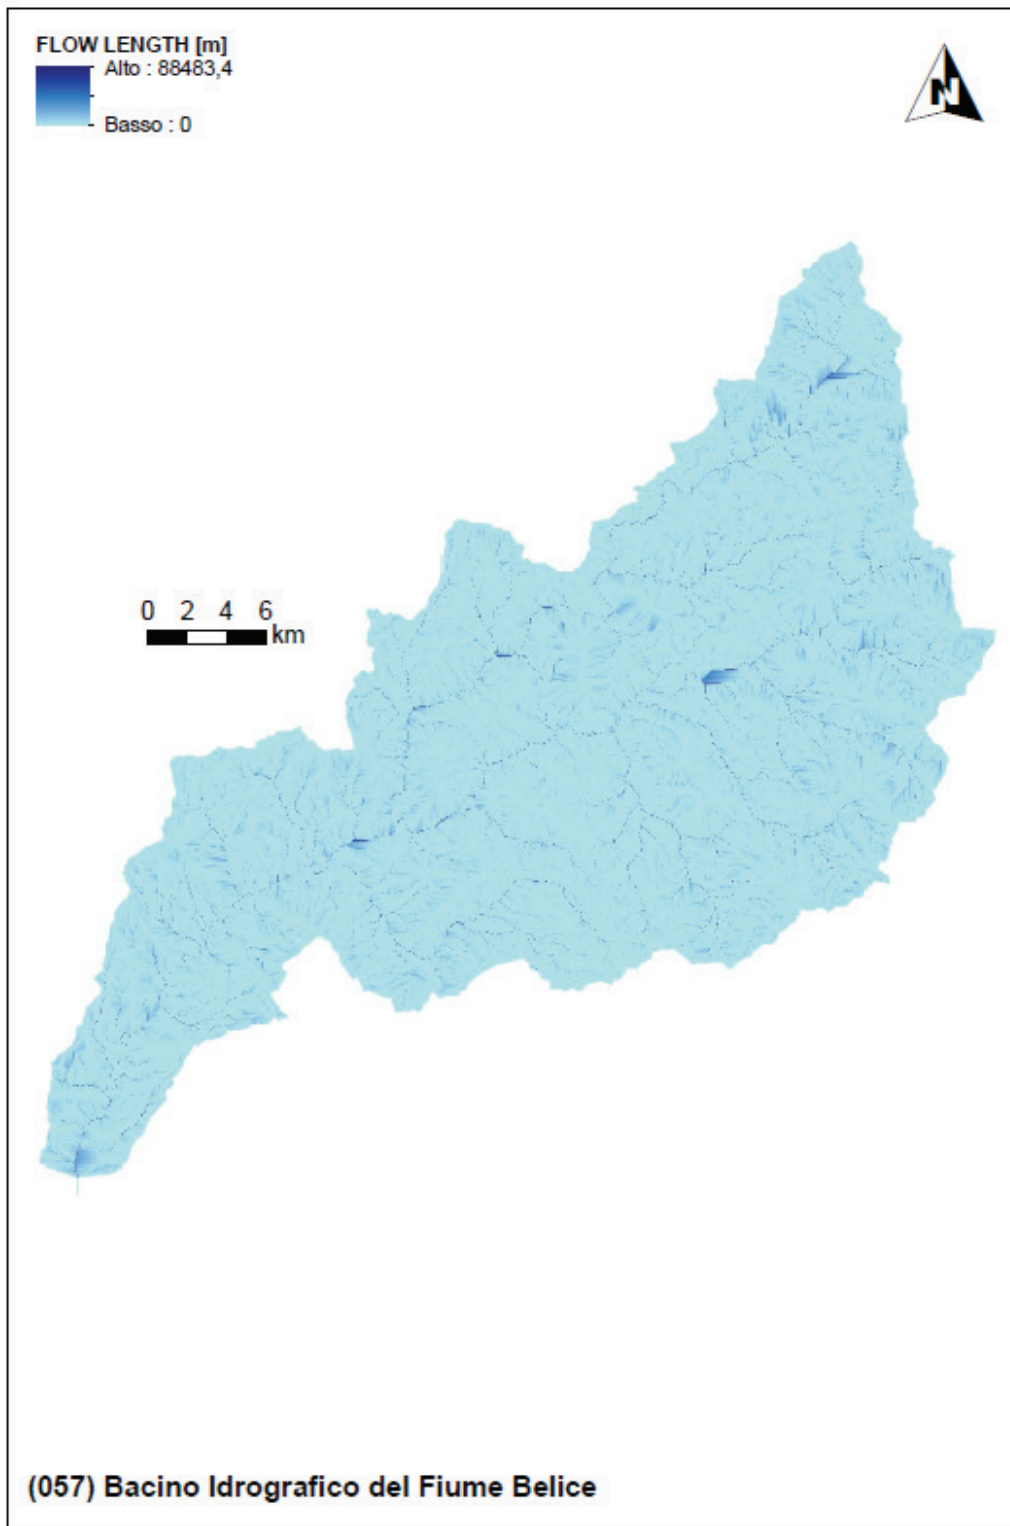 FLOW LENGTH [m]
Alto : 88483,4
Basso : 0
N
0 2 4 6
km
(057) Bacino Idrografico del Fiume Belice